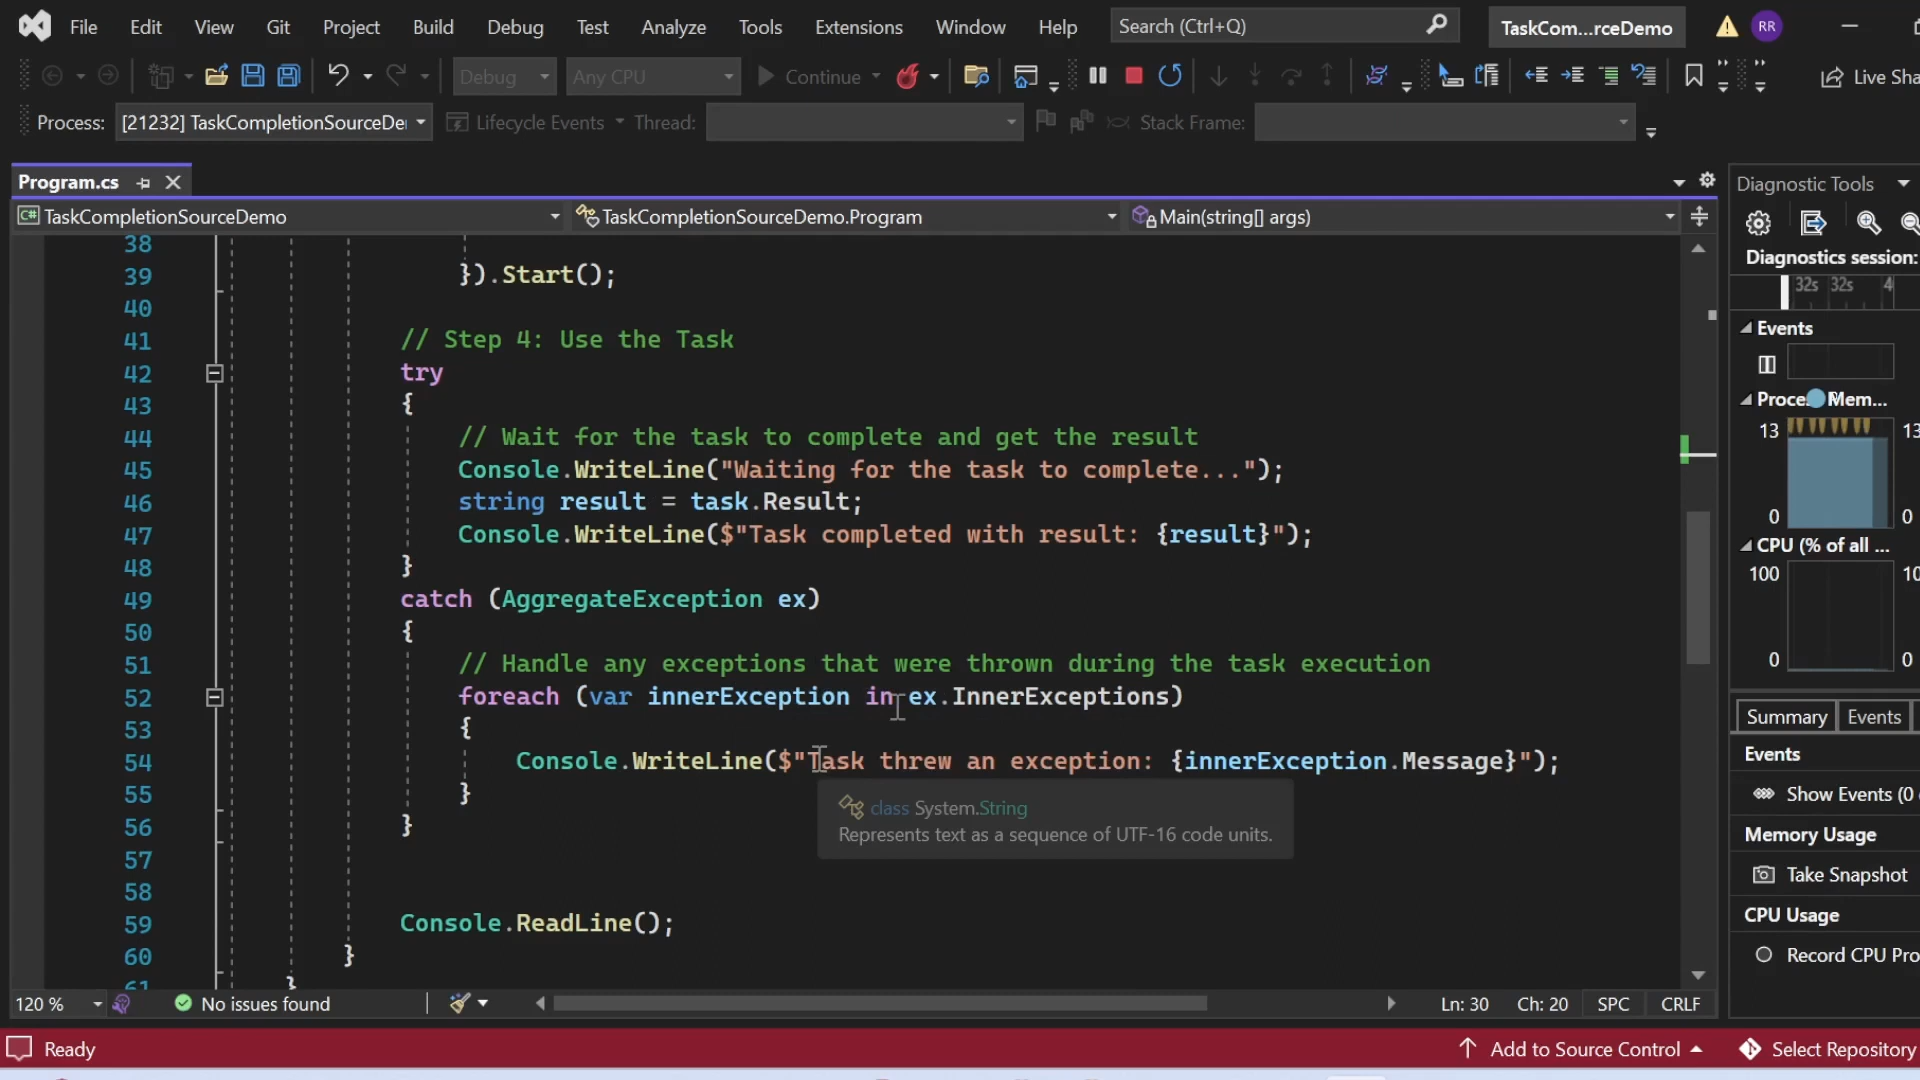 File Edit View Git Project Build Debug Test Analyze Tools Extensions Window Help Search (Ctrl+Q) TaskCom...rceDemo RR
Debug Any CPU Continue Live Sha
Process: [21232] TaskCompletionSourceDe Lifecycle Events Thread: Stack Frame:
Program.cs
TaskCompletionSourceDemo TaskCompletionSourceDemo.Program Main(string[] args)
38
39 }).Start();
40
41 // Step 4: Use the Task
42 try
43 {
44 // Wait for the task to complete and get the result
45 Console.WriteLine("Waiting for the task to complete...");
46 string result = task.Result;
47 Console.WriteLine($"Task completed with result: {result}");
48 }
49 catch (AggregateException ex)
50 {
51 // Handle any exceptions that were thrown during the task execution
52 foreach (var innerException in ex.InnerExceptions)
53 {
54 Console.WriteLine($"Task threw an exception: {innerException.Message}");
55 }
class System.String
Represents text as a sequence of UTF-16 code units.
56 }
57
58
59 Console.ReadLine();
60 }
61 }
Diagnostic Tools
Diagnostics session:
32s 32s 4
Events
Proce Mem...
13 13
0 0
CPU (% of all ...
100 10
0 0
Summary Events
Events
Show Events (0
Memory Usage
Take Snapshot
CPU Usage
Record CPU Pro
120 % No issues found Ln: 30 Ch: 20 SPC CRLF
Ready Add to Source Control Select Repository